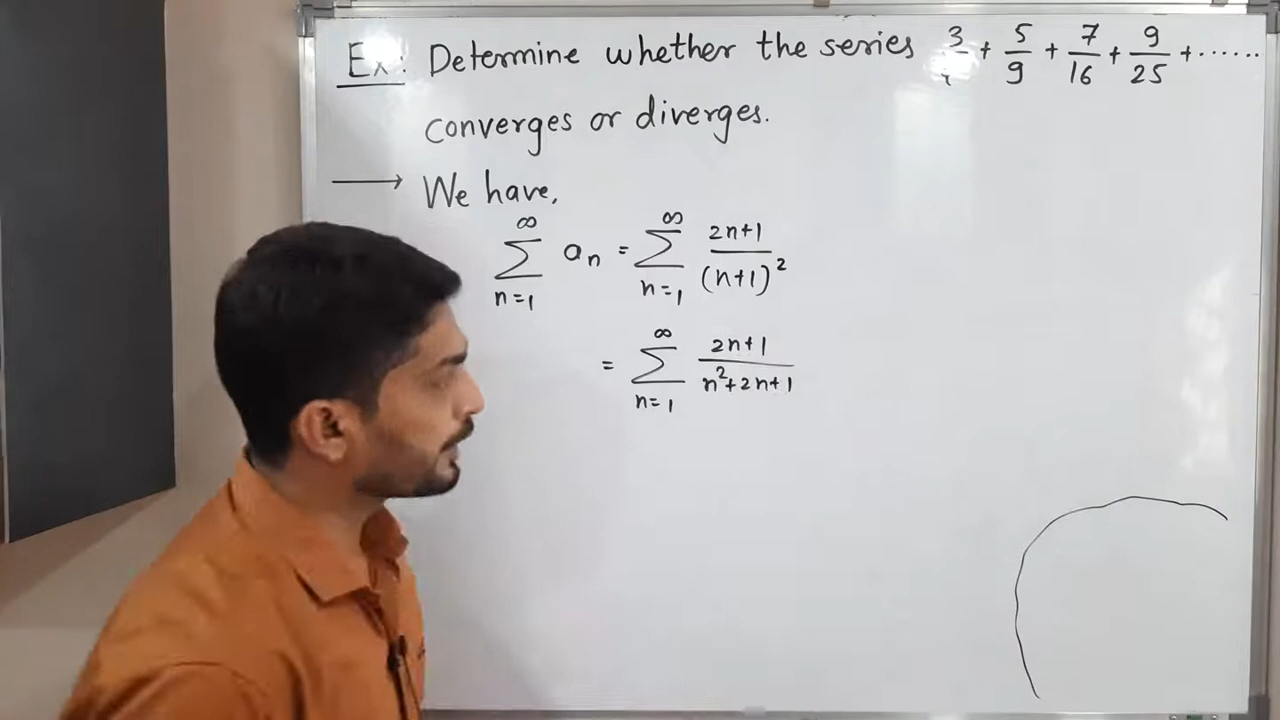 Ex: Determine whether the series 3/4 + 5/9 + 7/16 + 9/25 + ......
converges or diverges.
⟶ We have,
∞∑n=1 an = ∞∑n=1 2n+1/(n+1)²
= ∞∑n=1 2n+1/n²+2n+1